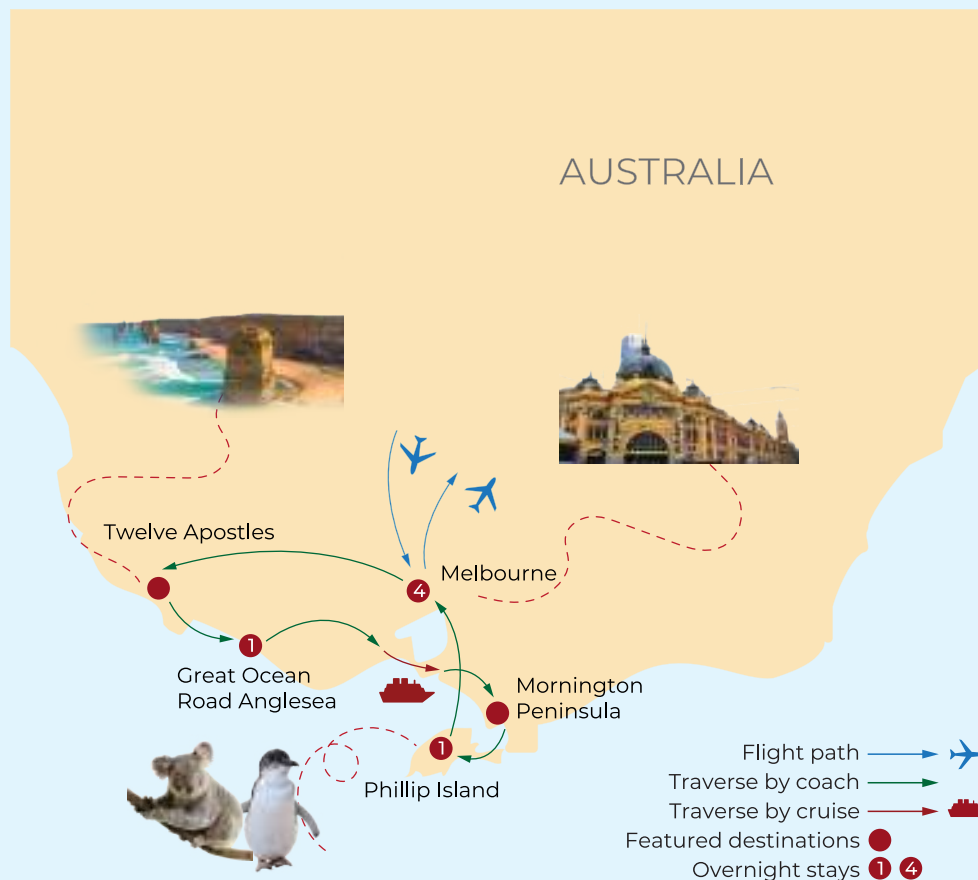 AUSTRALIA
Twelve Apostles
4
Melbourne
1
Great Ocean
Road Anglesea
Mornington
Peninsula
1
Phillip Island
Flight path
Traverse by coach
Traverse by cruise
Featured destinations
Overnight stays 1 4